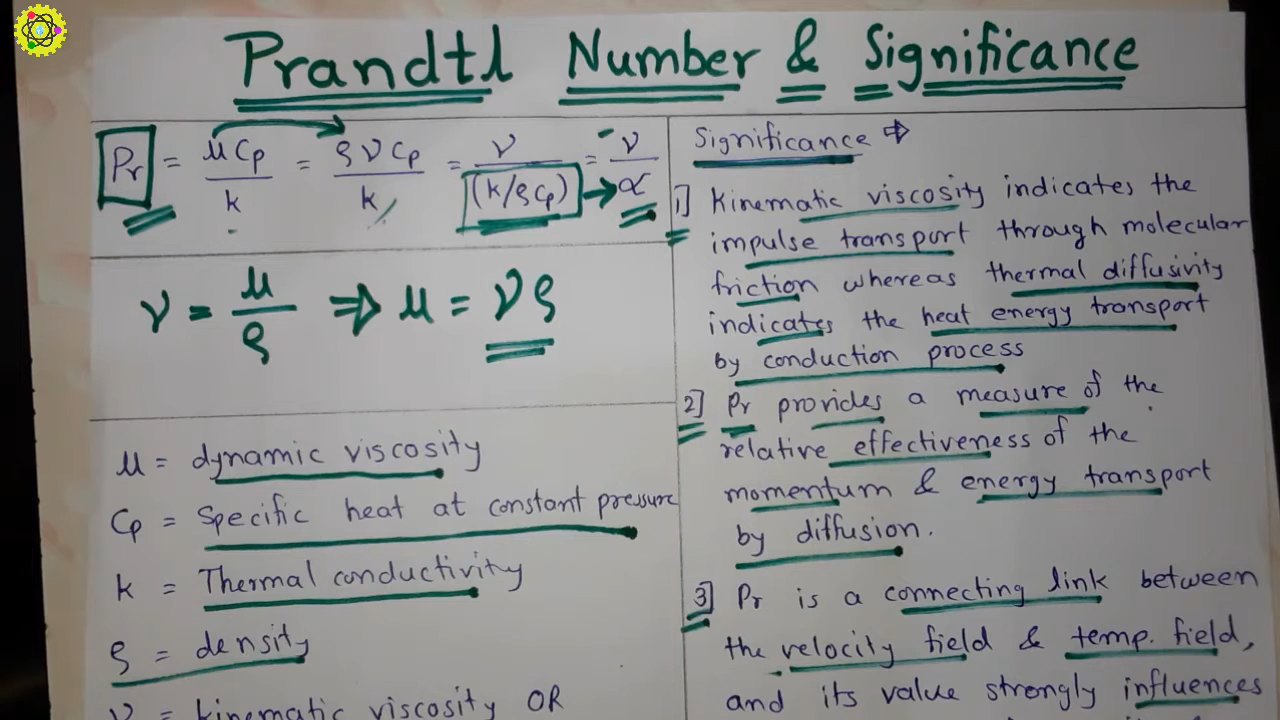 Prandtl Number & Significance
Pr = μCp/k = ρνCp/k = ν/(k/ρCp) = ν/α
ν = μ/ρ ⇒ μ = νρ
μ = dynamic viscosity
Cp = Specific heat at constant pressure
k = Thermal conductivity
ρ = density
ν = kinematic viscosity OR
Significance ⇒
1] Kinematic viscosity indicates the
impulse transport through molecular
friction whereas thermal diffusivity
indicates the heat energy transport
by conduction process
2] Pr provides a measure of the
relative effectiveness of the
momentum & energy transport
by diffusion.
3] Pr is a connecting link between
the velocity field & temp. field,
and its value strongly influences